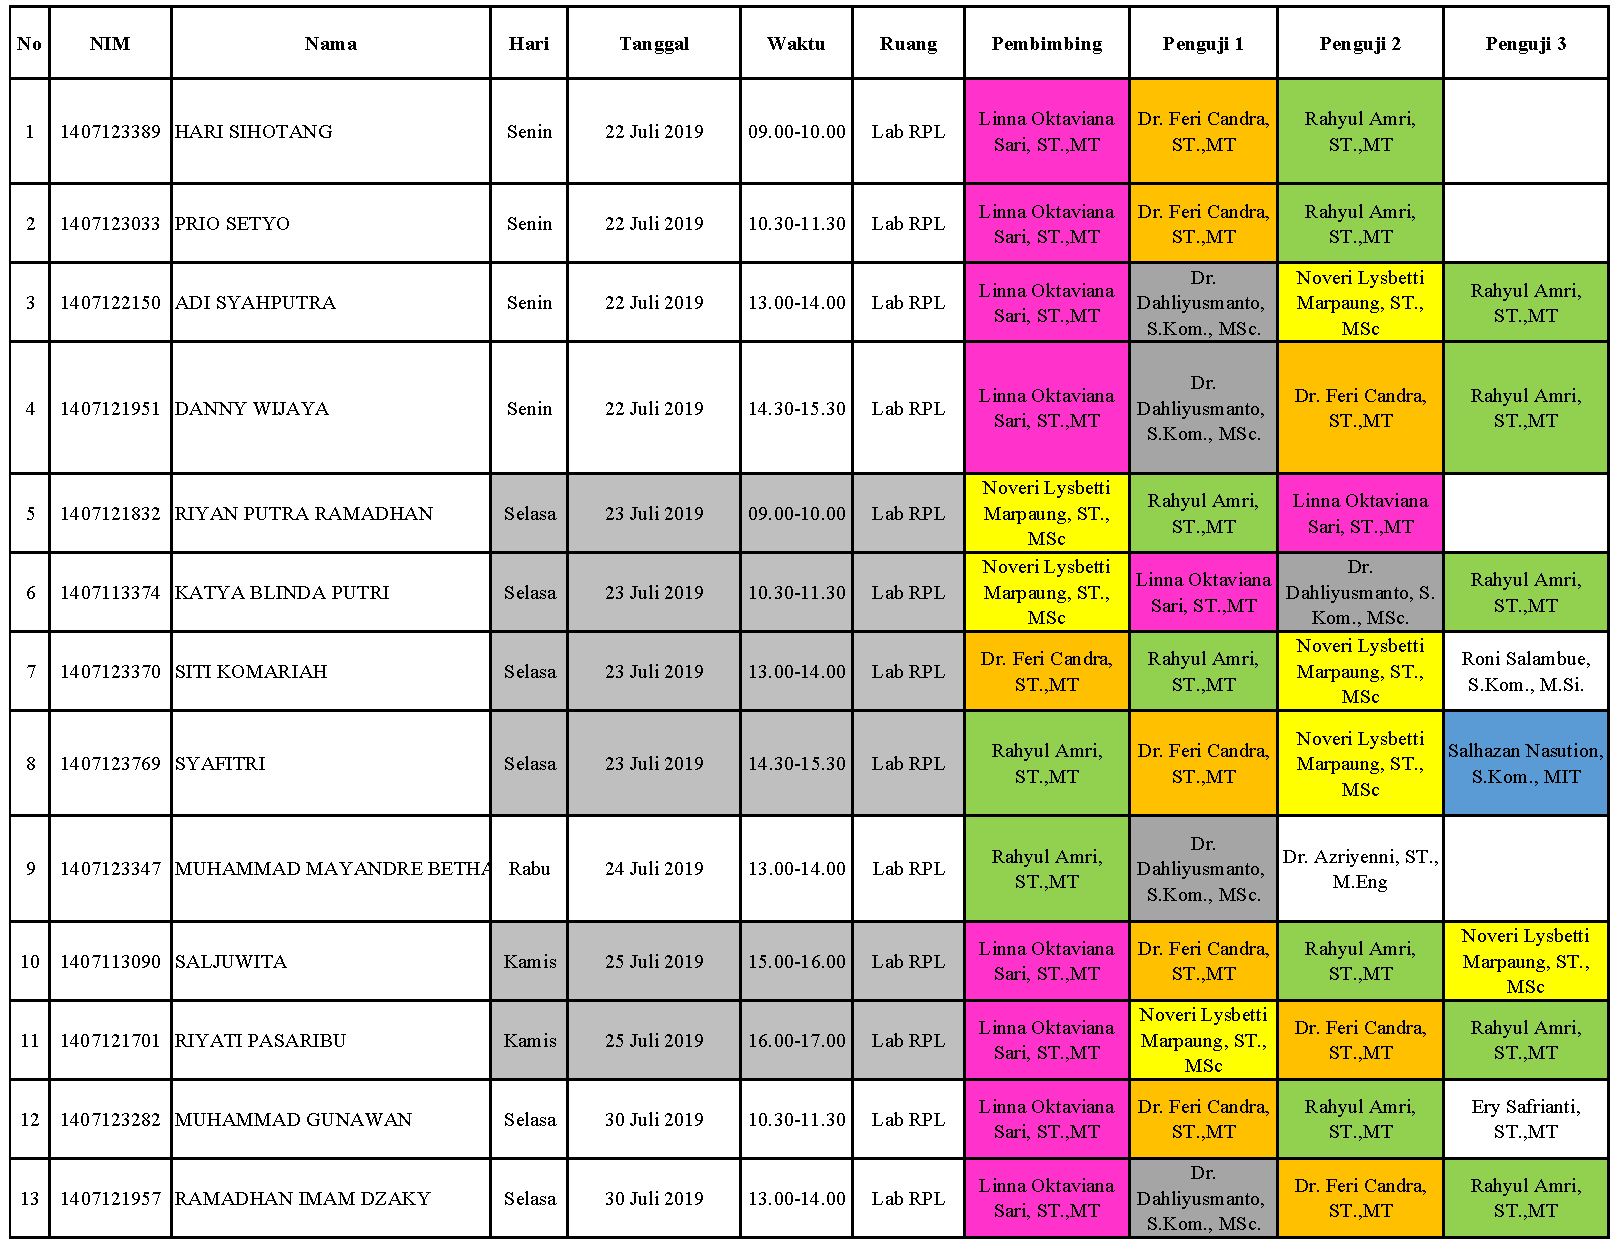 No NIM Nama Hari Tanggal Waktu Ruang Pembimbing Penguji 1 Penguji 2 Penguji 3
1 1407123389 HARI SIHOTANG Senin 22 Juli 2019 09.00-10.00 Lab RPL Linna Oktaviana Sari, ST.,MT Dr. Feri Candra, ST.,MT Rahyul Amri, ST.,MT
2 1407123033 PRIO SETYO Senin 22 Juli 2019 10.30-11.30 Lab RPL Linna Oktaviana Sari, ST.,MT Dr. Feri Candra, ST.,MT Rahyul Amri, ST.,MT
3 1407122150 ADI SYAHPUTRA Senin 22 Juli 2019 13.00-14.00 Lab RPL Linna Oktaviana Sari, ST.,MT Dr. Dahliyusmanto, S.Kom., MSc. Noveri Lysbetti Marpaung, ST., MSc Rahyul Amri, ST.,MT
4 1407121951 DANNY WIJAYA Senin 22 Juli 2019 14.30-15.30 Lab RPL Linna Oktaviana Sari, ST.,MT Dr. Dahliyusmanto, S.Kom., MSc. Dr. Feri Candra, ST.,MT Rahyul Amri, ST.,MT
5 1407121832 RIYAN PUTRA RAMADHAN Selasa 23 Juli 2019 09.00-10.00 Lab RPL Noveri Lysbetti Marpaung, ST., MSc Rahyul Amri, ST.,MT Linna Oktaviana Sari, ST.,MT
6 1407113374 KATYA BLINDA PUTRI Selasa 23 Juli 2019 10.30-11.30 Lab RPL Noveri Lysbetti Marpaung, ST., MSc Linna Oktaviana Sari, ST.,MT Dr. Dahliyusmanto, S. Kom., MSc. Rahyul Amri, ST.,MT
7 1407123370 SITI KOMARIAH Selasa 23 Juli 2019 13.00-14.00 Lab RPL Dr. Feri Candra, ST.,MT Rahyul Amri, ST.,MT Noveri Lysbetti Marpaung, ST., MSc Roni Salambue, S.Kom., M.Si.
8 1407123769 SYAFITRI Selasa 23 Juli 2019 14.30-15.30 Lab RPL Rahyul Amri, ST.,MT Dr. Feri Candra, ST.,MT Noveri Lysbetti Marpaung, ST., MSc Salhazan Nasution, S.Kom., MIT
9 1407123347 MUHAMMAD MAYANDRE BETHA Rabu 24 Juli 2019 13.00-14.00 Lab RPL Rahyul Amri, ST.,MT Dr. Dahliyusmanto, S.Kom., MSc. Dr. Azriyenni, ST., M.Eng
10 1407113090 SALJUWITA Kamis 25 Juli 2019 15.00-16.00 Lab RPL Linna Oktaviana Sari, ST.,MT Dr. Feri Candra, ST.,MT Rahyul Amri, ST.,MT Noveri Lysbetti Marpaung, ST., MSc
11 1407121701 RIYATI PASARIBU Kamis 25 Juli 2019 16.00-17.00 Lab RPL Linna Oktaviana Sari, ST.,MT Noveri Lysbetti Marpaung, ST., MSc Dr. Feri Candra, ST.,MT Rahyul Amri, ST.,MT
12 1407123282 MUHAMMAD GUNAWAN Selasa 30 Juli 2019 10.30-11.30 Lab RPL Linna Oktaviana Sari, ST.,MT Dr. Feri Candra, ST.,MT Rahyul Amri, ST.,MT Ery Safrianti, ST.,MT
13 1407121957 RAMADHAN IMAM DZAKY Selasa 30 Juli 2019 13.00-14.00 Lab RPL Linna Oktaviana Sari, ST.,MT Dr. Dahliyusmanto, S.Kom., MSc. Dr. Feri Candra, ST.,MT Rahyul Amri, ST.,MT